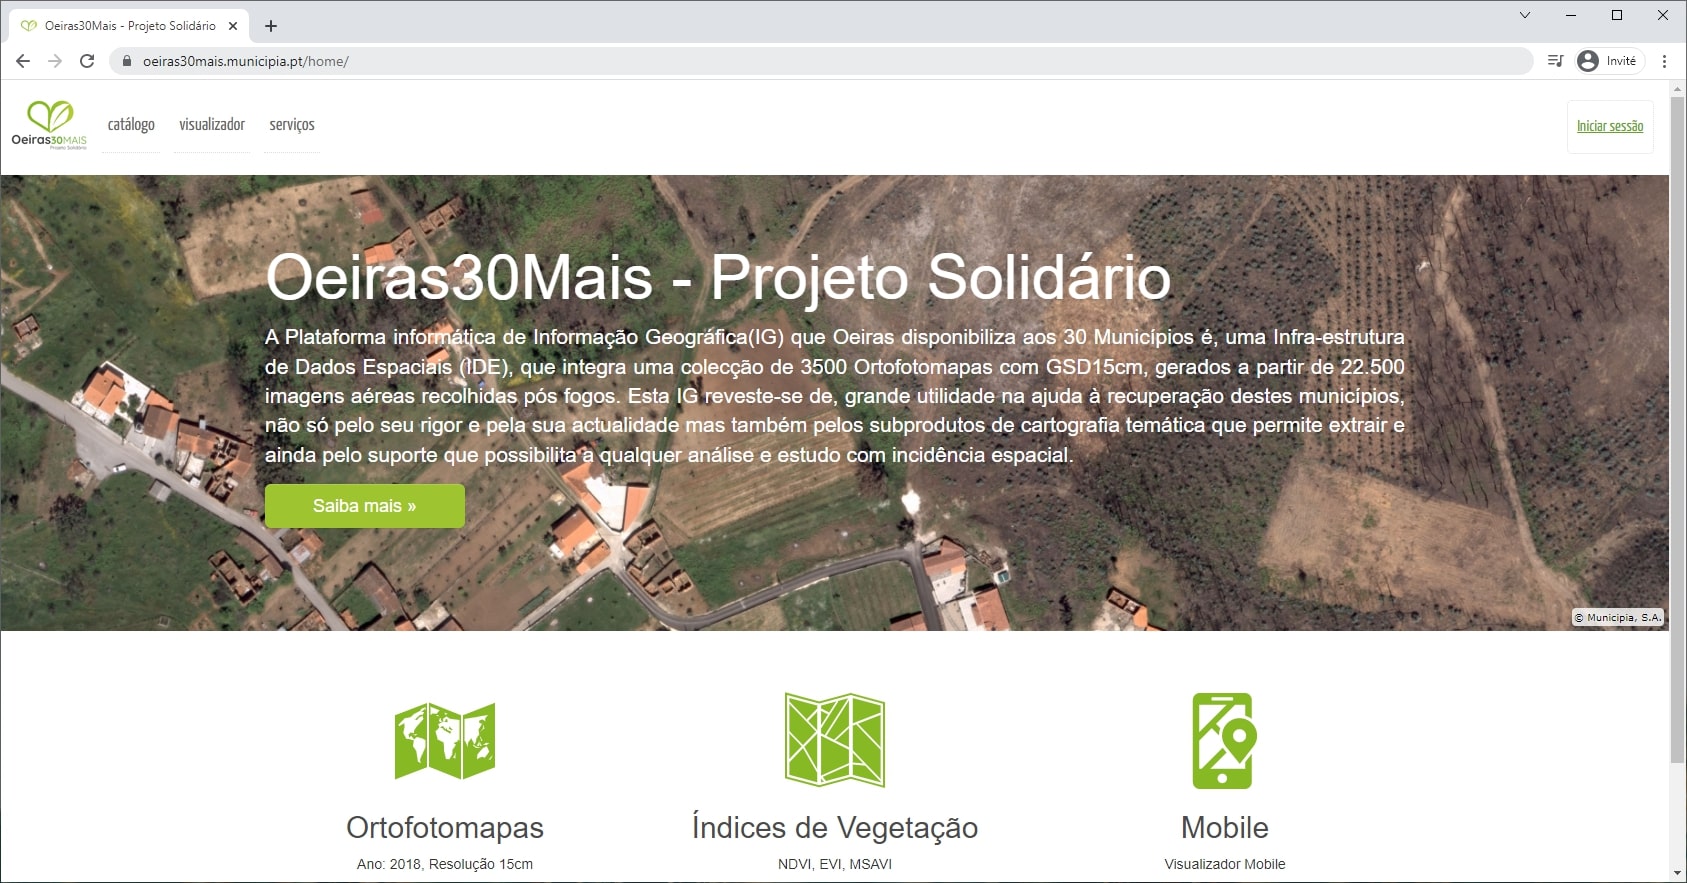 Oeiras30Mais - Projeto Solidário
oeiras30mais.municipia.pt/home/
Invité
Oeiras30MAIS
Projeto Solidário
catálogo
visualizador
serviços
Iniciar sessão
Oeiras30Mais - Projeto Solidário
A Plataforma informática de Informação Geográfica(IG) que Oeiras disponibiliza aos 30 Municípios é, uma Infra-estrutura
de Dados Espaciais (IDE), que integra uma colecção de 3500 Ortofotomapas com GSD15cm, gerados a partir de 22.500
imagens aéreas recolhidas pós fogos. Esta IG reveste-se de, grande utilidade na ajuda à recuperação destes municípios,
não só pelo seu rigor e pela sua actualidade mas também pelos subprodutos de cartografia temática que permite extrair e
ainda pelo suporte que possibilita a qualquer análise e estudo com incidência espacial.
Saiba mais »
© Municipia, S.A.
Ortofotomapas
Ano: 2018, Resolução 15cm
Índices de Vegetação
NDVI, EVI, MSAVI
Mobile
Visualizador Mobile